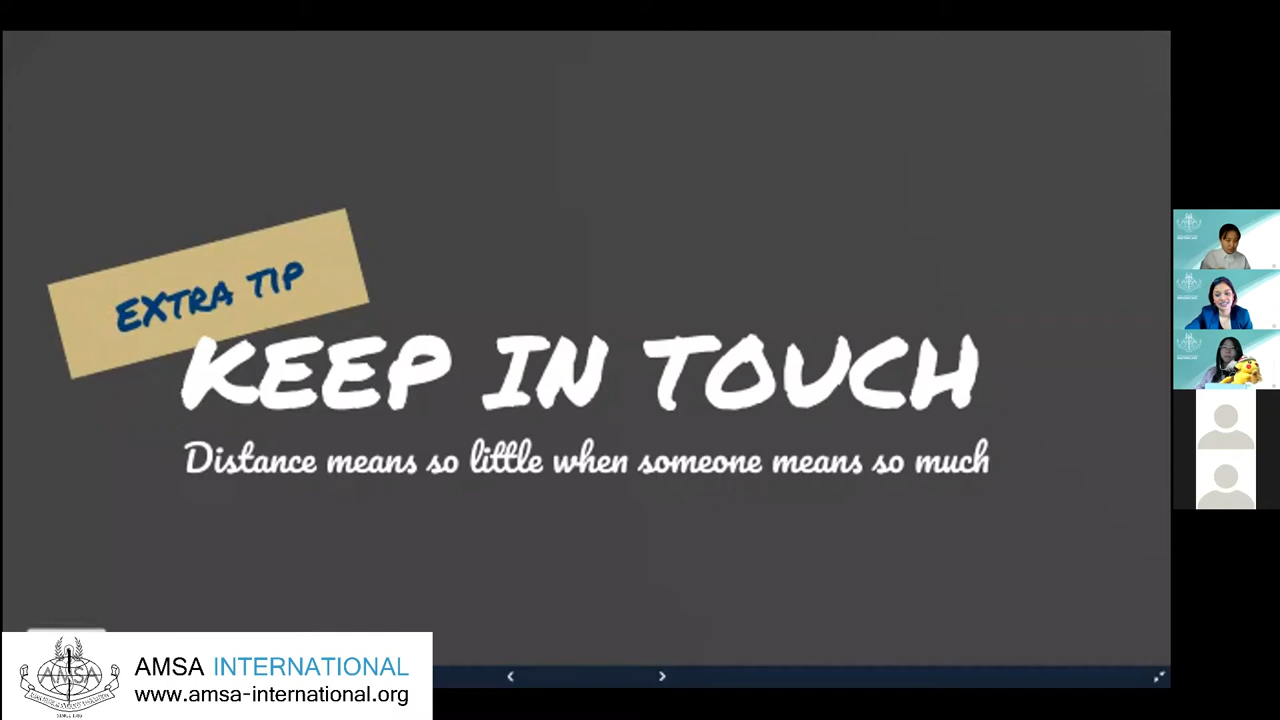 EXTRA TIP
KEEP IN TOUCH
Distance means so little when someone means so much
AMSA
AMSA INTERNATIONAL
www.amsa-international.org